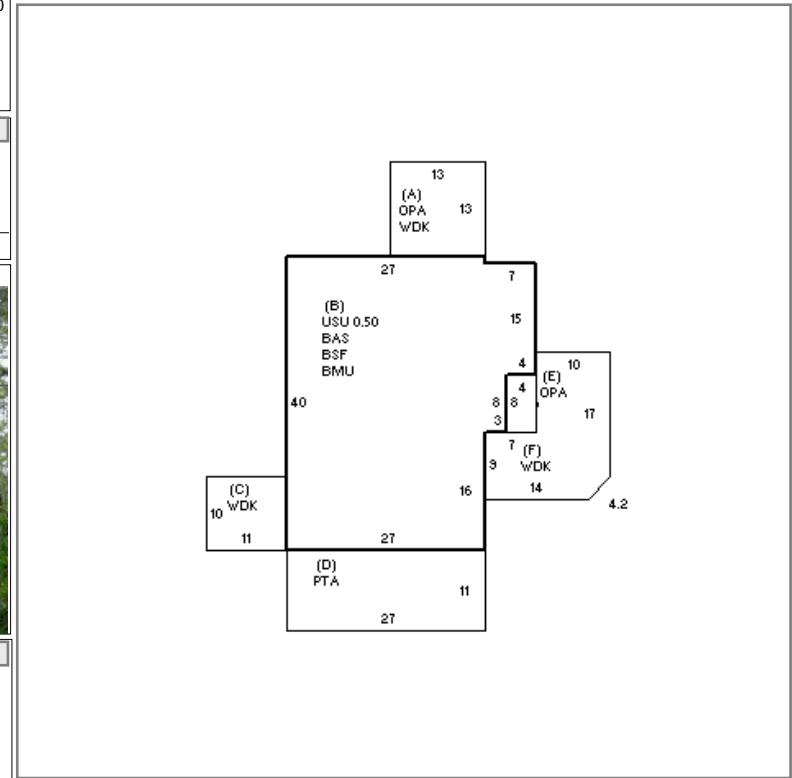 13
(A)
OPA 13
WDK
27
7
(B)
USU 0.50
BAS
BSF
BMU
15
4
10
(E)
OPA
4
40
8 8
17
3
7
(F)
WDK
9
14
16
4.2
(C)
WDK
10
11
27
(D)
PTA
11
27